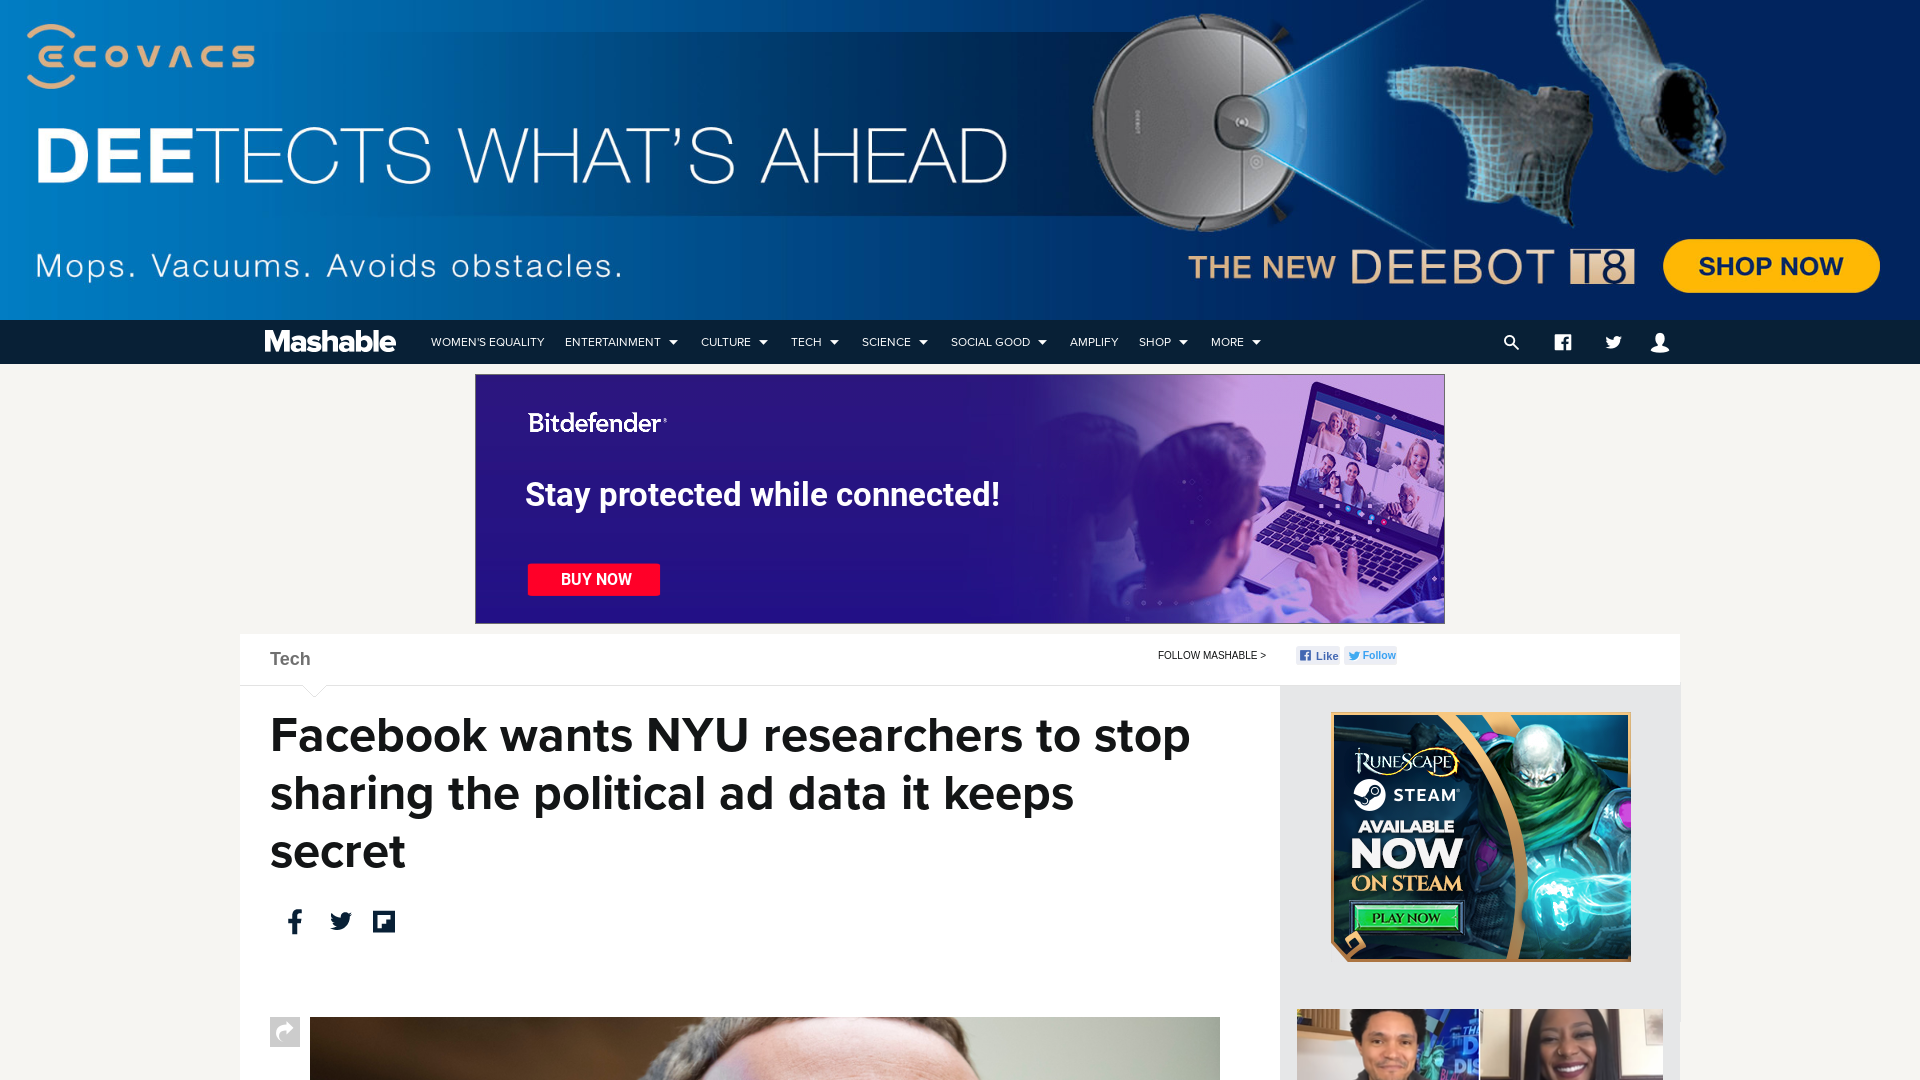 ECOVACS
DEETECTS WHAT'S AHEAD
Mops. Vacuums. Avoids obstacles.
THE NEW DEEBOT T8
SHOP NOW
Mashable
WOMEN'S EQUALITY ENTERTAINMENT CULTURE TECH SCIENCE SOCIAL GOOD AMPLIFY SHOP MORE
Bitdefender
Stay protected while connected!
BUY NOW
Tech
FOLLOW MASHABLE >
Like
Follow
Facebook wants NYU researchers to stop
sharing the political ad data it keeps
secret
RUNESCAPE
STEAM
AVAILABLE
NOW
ON STEAM
PLAY NOW